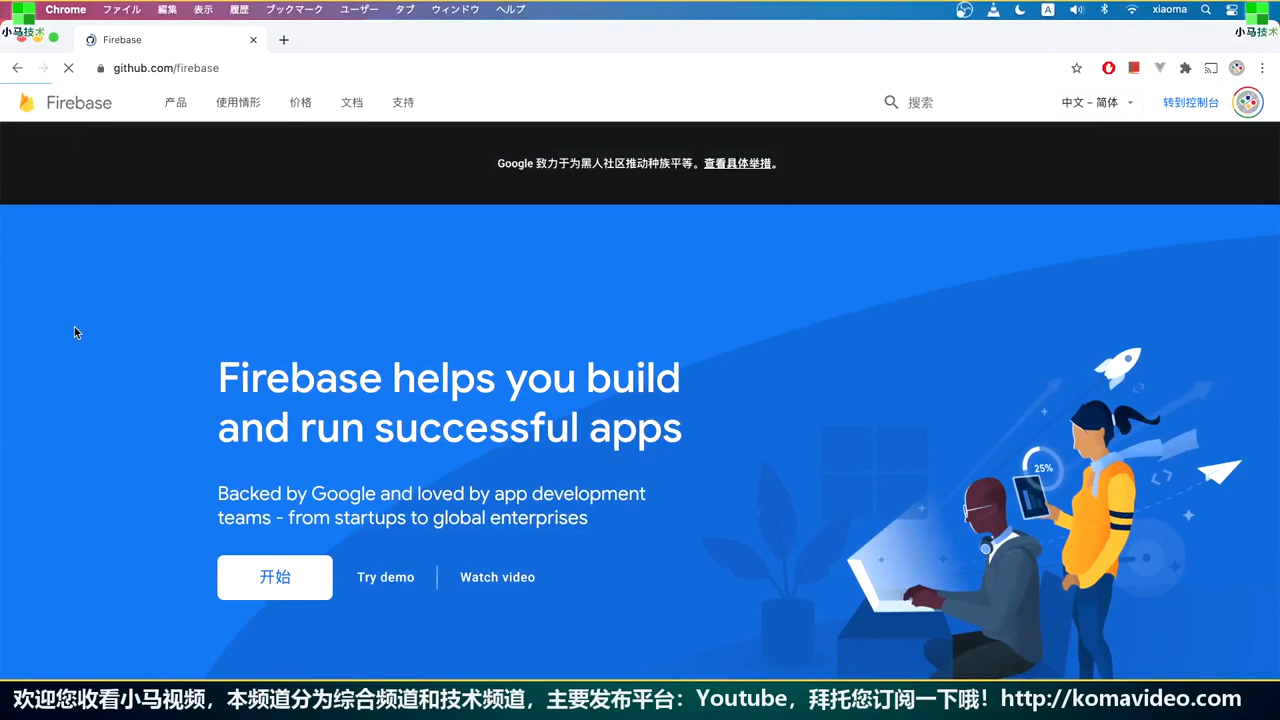 Chrome ファイル 編集 表示 履歴 ブックマーク ユーザー タブ ウィンドウ ヘルプ A xiaoma
小马技术 小马技术
Firebase
github.com/firebase
Firebase 产品 使用情形 价格 文档 支持 搜索 中文 – 简体 转到控制台
Google 致力于为黑人社区推动种族平等。查看具体举措。
Firebase helps you build
and run successful apps
25%
Backed by Google and loved by app development
teams - from startups to global enterprises
开始 Try demo Watch video
欢迎您收看小马视频，本频道分为综合频道和技术频道，主要发布平台：Youtube，拜托您订阅一下哦！http://komavideo.com